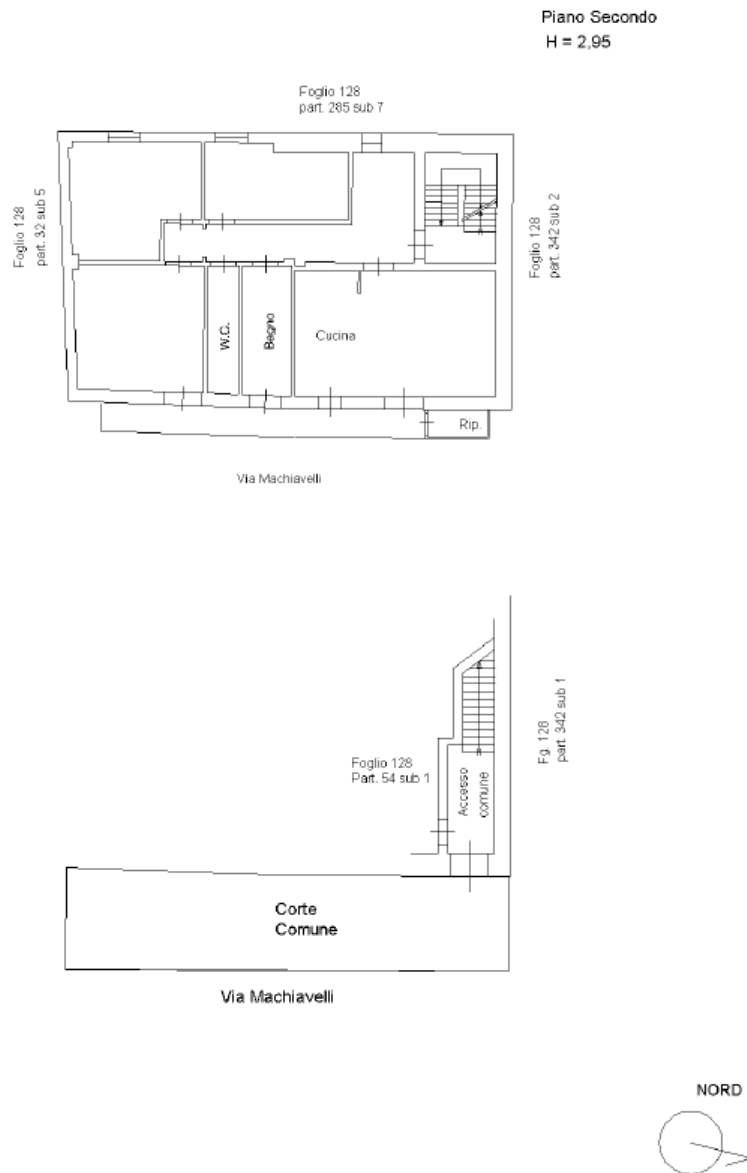 Piano Secondo
H = 2,95
Foglio 128
part. 285 sub 7
Foglio 128
part. 32 sub 5
Foglio 128
part. 342 sub 2
W.C.
Bagno
Cucina
Rip.
Via Machiavelli
Fg. 128
part. 342 sub 1
Foglio 128
Part. 54 sub 1
Accesso
comune
Corte
Comune
Via Machiavelli
NORD